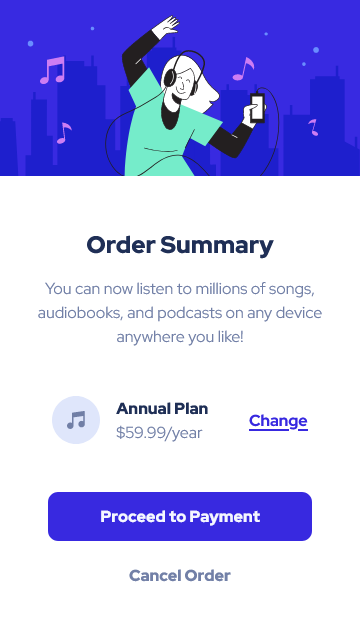 Order Summary
You can now listen to millions of songs,
audiobooks, and podcasts on any device
anywhere you like!
Annual Plan
$59.99/year
Change
Proceed to Payment
Cancel Order